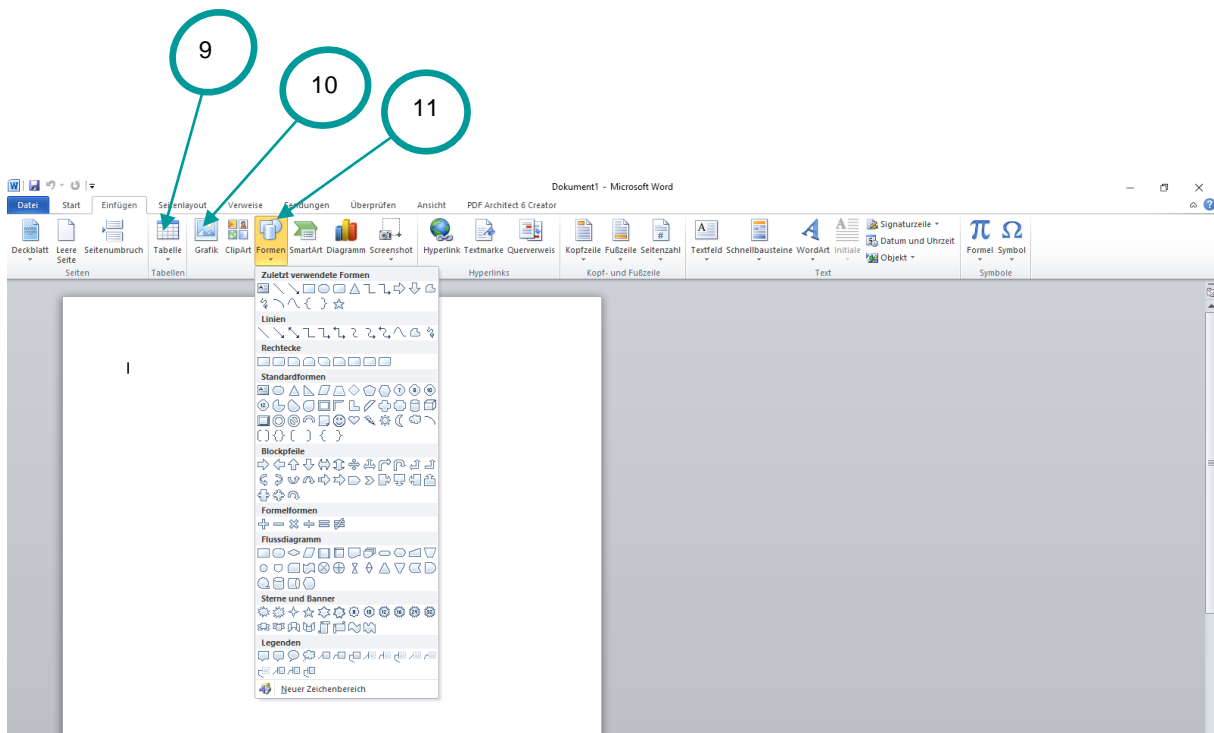 9
10
11
Dokument1 - Microsoft Word
Datei Start Einfügen Seitenlayout Verweise Sendungen Überprüfen Ansicht PDF Architect 6 Creator
Deckblatt Leere Seite Seitenumbruch Tabelle Grafik ClipArt Formen SmartArt Diagramm Screenshot Hyperlink Textmarke Querverweis Kopfzeile Fußzeile Seitenzahl Textfeld Schnellbausteine WordArt Initiale Formel Symbol
Signaturzeile
Datum und Uhrzeit
Objekt
Seiten Tabellen Hyperlinks Kopf- und Fußzeile Text Symbole
Zuletzt verwendete Formen
Linien
Rechtecke
Standardformen
Blockpfeile
Formelformen
Flussdiagramm
Sterne und Banner
Legenden
Neuer Zeichenbereich